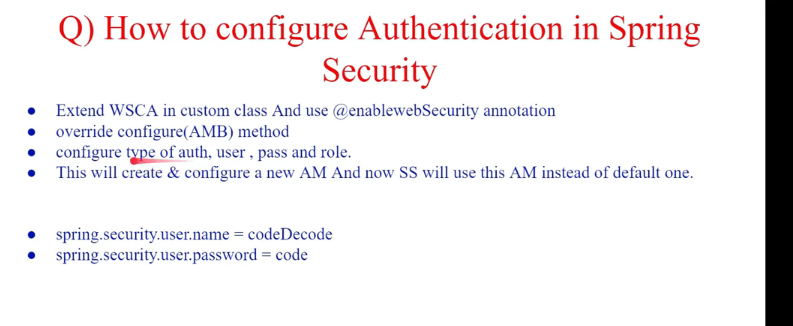 Q) How to configure Authentication in Spring
Security
● Extend WSCA in custom class And use @enablewebSecurity annotation
● override configure(AMB) method
● configure type of auth, user , pass and role.
● This will create & configure a new AM And now SS will use this AM instead of default one.
● spring.security.user.name = codeDecode
● spring.security.user.password = code